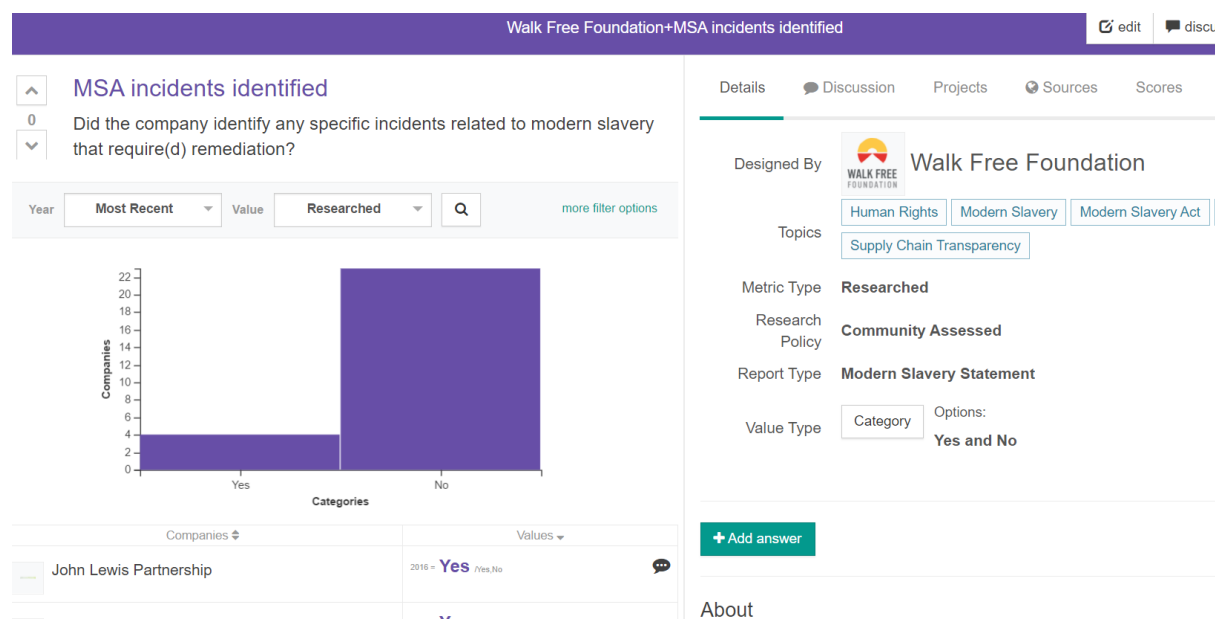 Walk Free Foundation+MSA incidents identified
edit
discu
MSA incidents identified
0
Did the company identify any specific incidents related to modern slavery
that require(d) remediation?
Year
Most Recent
Value
Researched
more filter options
22
20
18
16
14
12
10
8
6
4
2
0
Companies
Yes
No
Categories
Companies
Values
John Lewis Partnership
2016 = Yes /Yes,No
Details
Discussion
Projects
Sources
Scores
Designed By
WALK FREE
FOUNDATION
Walk Free Foundation
Topics
Human Rights
Modern Slavery
Modern Slavery Act
Supply Chain Transparency
Metric Type
Researched
Research
Policy
Community Assessed
Report Type
Modern Slavery Statement
Value Type
Category
Options:
Yes and No
+ Add answer
About